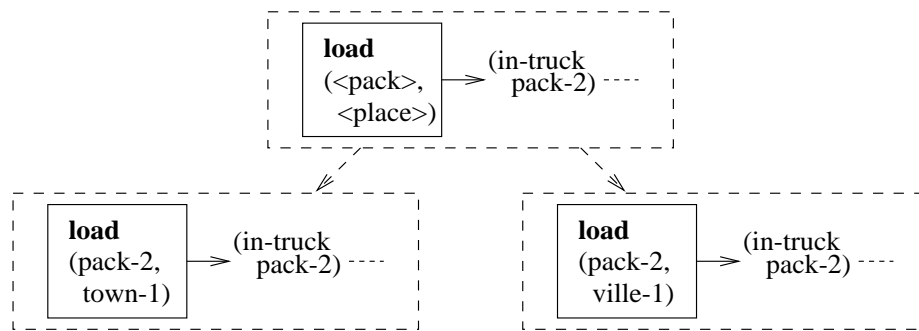 load
(<pack>,
<place>)
(in-truck
pack-2)
load
(pack-2,
town-1)
(in-truck
pack-2)
load
(pack-2,
ville-1)
(in-truck
pack-2)